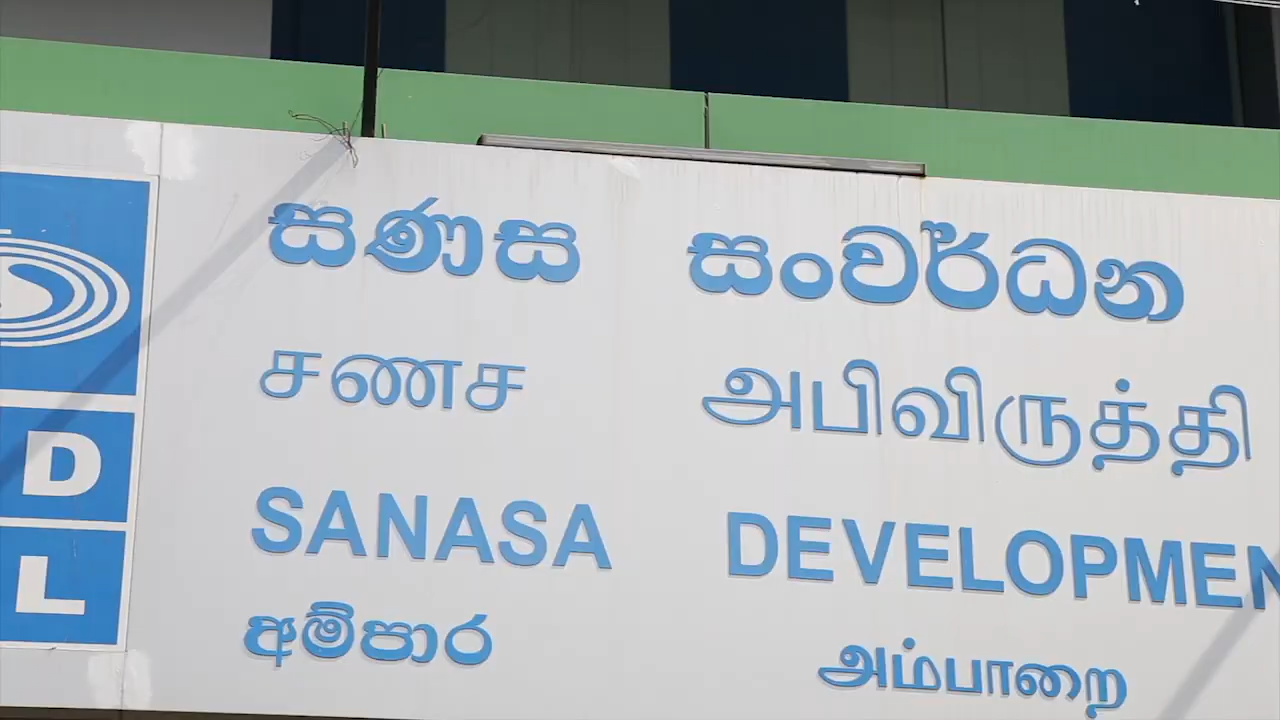 සණස සංවර්ධන
சணச அபிவிருத்தி
SANASA DEVELOPMEN
අම්පාර அம்பாறை
D
L